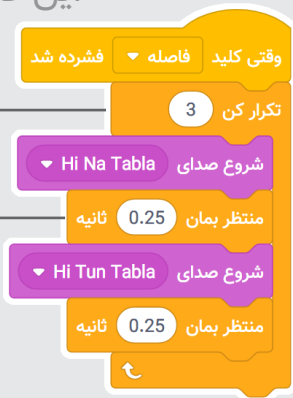 وقتی کلید فاصله فشرده شد
تکرار کن 3
شروع صدای Hi Na Tabla
منتظر بمان 0.25 ثانیه
شروع صدای Hi Tun Tabla
منتظر بمان 0.25 ثانیه